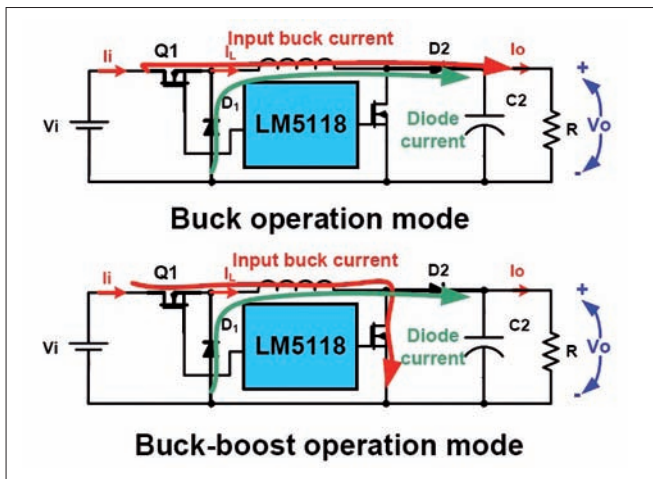 Input buck current
Q1
Ii
IL
D2
Io
+
Vi
D1
LM5118
Diode
current
C2
R
Vo
-
Buck operation mode
Input buck current
Q1
Ii
IL
D2
Io
+
Vi
D1
LM5118
Diode
current
C2
R
Vo
-
Buck-boost operation mode